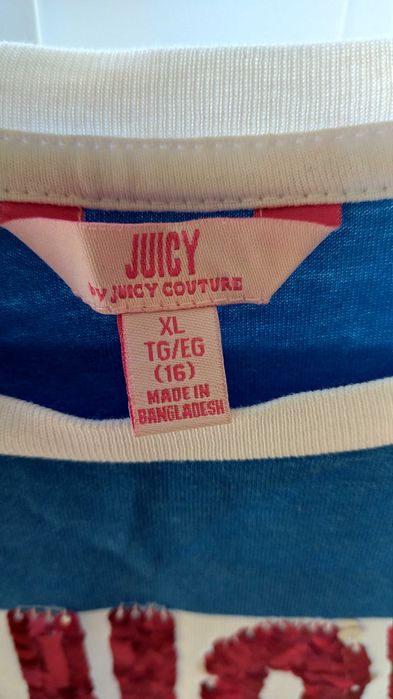 JUICY
by JUICY COUTURE
XL
TG/EG
(16)
MADE IN
BANGLADESH